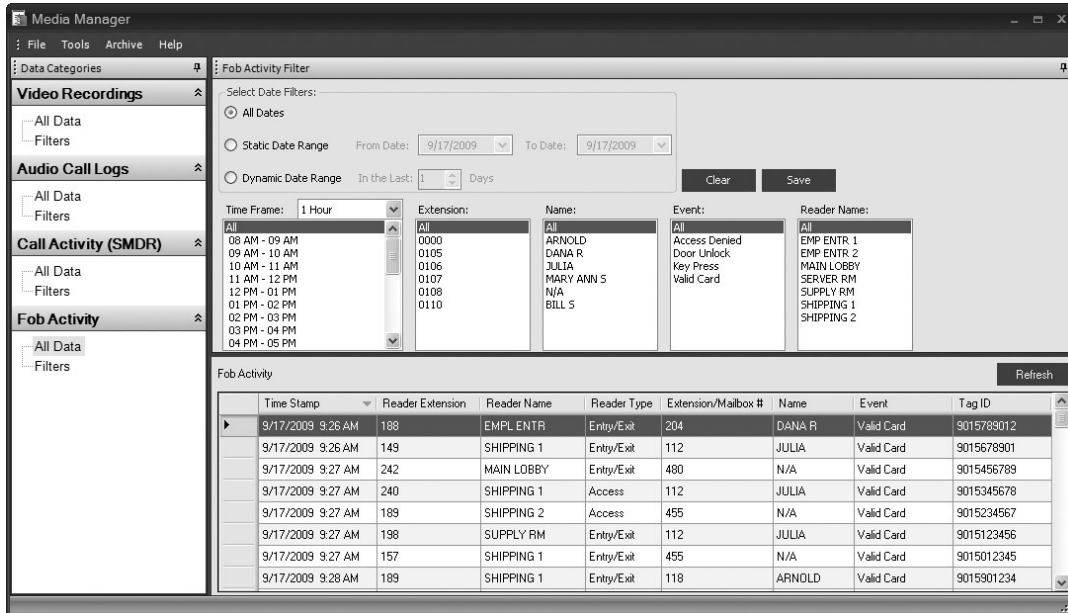 Media Manager
File Tools Archive Help
Data Categories
Video Recordings
All Data
Filters
Audio Call Logs
All Data
Filters
Call Activity (SMDR)
All Data
Filters
Fob Activity
All Data
Filters
Fob Activity Filter
Select Date Filters:
All Dates
Static Date Range From Date: 9/17/2009 To Date: 9/17/2009
Dynamic Date Range In the Last: 1 Days
Clear Save
Time Frame: 1 Hour
All
08 AM - 09 AM
09 AM - 10 AM
10 AM - 11 AM
11 AM - 12 PM
12 PM - 01 PM
01 PM - 02 PM
02 PM - 03 PM
03 PM - 04 PM
04 PM - 05 PM
Extension:
All
0000
0105
0106
0107
0108
0110
Name:
All
ARNOLD
DANA R
JULIA
MARY ANN S
N/A
BILL S
Event:
All
Access Denied
Door Unlock
Key Press
Valid Card
Reader Name:
All
EMP ENTR 1
EMP ENTR 2
MAIN LOBBY
SERVER RM
SUPPLY RM
SHIPPING 1
SHIPPING 2
Fob Activity Refresh
Time Stamp Reader Extension Reader Name Reader Type Extension/Mailbox # Name Event Tag ID
9/17/2009 9:26 AM 188 EMPL ENTR Entry/Exit 204 DANA R Valid Card 9015789012
9/17/2009 9:26 AM 149 SHIPPING 1 Entry/Exit 112 JULIA Valid Card 9015678901
9/17/2009 9:27 AM 242 MAIN LOBBY Entry/Exit 480 N/A Valid Card 9015456789
9/17/2009 9:27 AM 240 SHIPPING 1 Access 112 JULIA Valid Card 9015345678
9/17/2009 9:27 AM 189 SHIPPING 2 Access 455 N/A Valid Card 9015234567
9/17/2009 9:27 AM 198 SUPPLY RM Entry/Exit 112 JULIA Valid Card 9015123456
9/17/2009 9:27 AM 157 SHIPPING 1 Entry/Exit 455 N/A Valid Card 9015012345
9/17/2009 9:28 AM 189 SHIPPING 1 Entry/Exit 118 ARNOLD Valid Card 9015901234